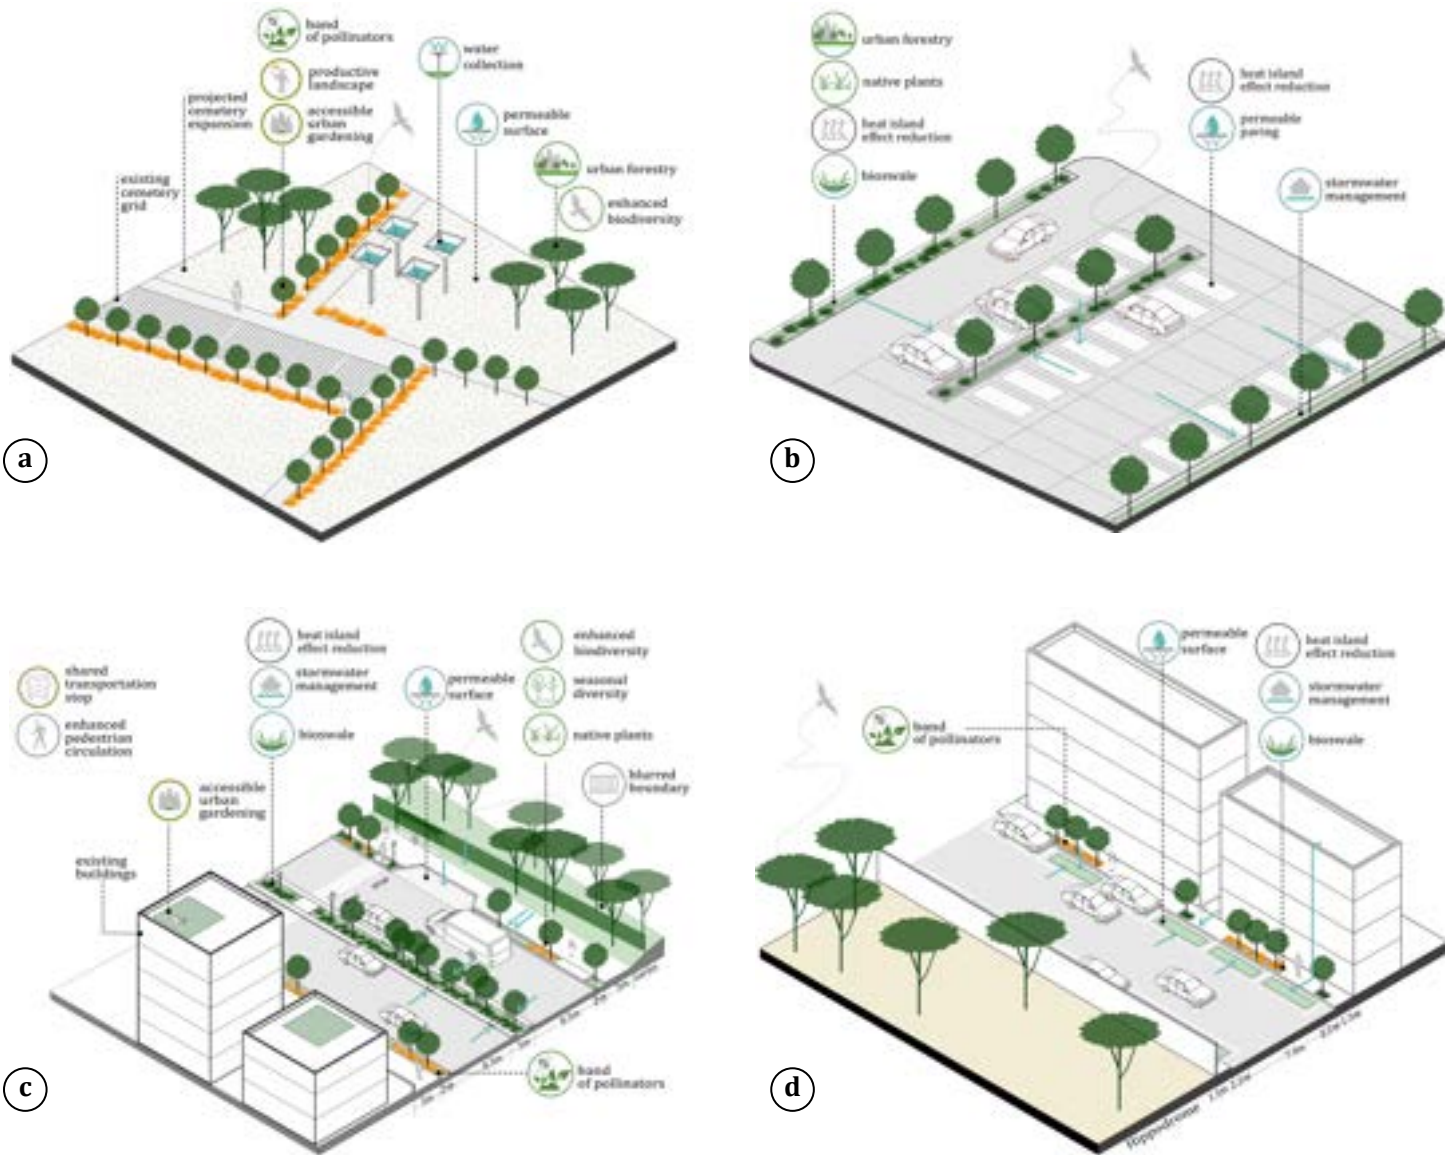 band
of pollinators
productive
landscape
accessible
urban
gardening
water
collection
projected
cemetery
expansion
permeable
surface
existing
cemetery
grid
urban forestry
enhanced
biodiversity
a
urban forestry
native plants
heat island
effect reduction
bioswale
heat island
effect reduction
permeable
paving
stormwater
management
b
shared
transportation
stop
enhanced
pedestrian
circulation
heat island
effect reduction
stormwater
management
bioswale
permeable
surface
enhanced
biodiversity
seasonal
diversity
native plants
blurred
boundary
accessible
urban
gardening
existing
buildings
band
of pollinators
c
permeable
surface
heat island
effect reduction
stormwater
management
bioswale
band
of pollinators
Hippodrome
d